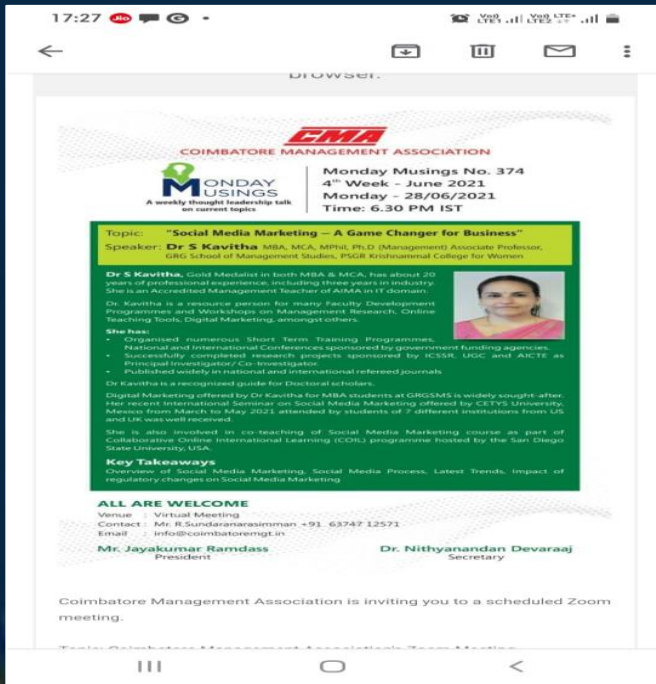 17:27
browser.
CMA
COIMBATORE MANAGEMENT ASSOCIATION
MONDAY
MUSINGS
A weekly thought leadership talk
on current topics
Monday Musings No. 374
4th Week - June 2021
Monday - 28/06/2021
Time: 6.30 PM IST
Topic: "Social Media Marketing – A Game Changer for Business"
Speaker: Dr S Kavitha MBA, MCA, MPhil, Ph.D (Management) Associate Professor,
GRG School of Management Studies, PSGR Krishnammal College for Women
Dr S Kavitha, Gold Medalist in both MBA & MCA, has about 20
years of professional experience, including three years in industry.
She is an Accredited Management Teacher of AIMA in IT domain.
Dr. Kavitha is a resource person for many Faculty Development
Programmes and Workshops on Management Research, Online
Teaching Tools, Digital Marketing, amongst others.
She has:
• Organised numerous Short Term Training Programmes,
National and International Conferences sponsored by government funding agencies.
• Successfully completed research projects sponsored by ICSSR, UGC and AICTE as
Principal Investigator/ Co-Investigator.
• Published widely in national and international refereed journals
Dr Kavitha is a recognized guide for Doctoral scholars.
Digital Marketing offered by Dr Kavitha for MBA students at GRGSMS is widely sought-after.
Her recent International Seminar on Social Media Marketing offered by CETYS University,
Mexico from March to May 2021 attended by students of 7 different institutions from US
and UK was well received.
She is also involved in co-teaching of Social Media Marketing course as part of
Collaborative Online International Learning (COIL) programme hosted by the San Diego
State University, USA.
Key Takeaways
Overview of Social Media Marketing, Social Media Process, Latest Trends, Impact of
regulatory changes on Social Media Marketing
ALL ARE WELCOME
Venue : Virtual Meeting
Contact : Mr. R.Sundaranarasimman +91 63747 12571
Email : info@coimbatoremgt.in
Mr. Jayakumar Ramdass
President
Dr. Nithyanandan Devaraaj
Secretary
Coimbatore Management Association is inviting you to a scheduled Zoom
meeting.
Topic: Coimbatore Management Association's Zoom Meeting